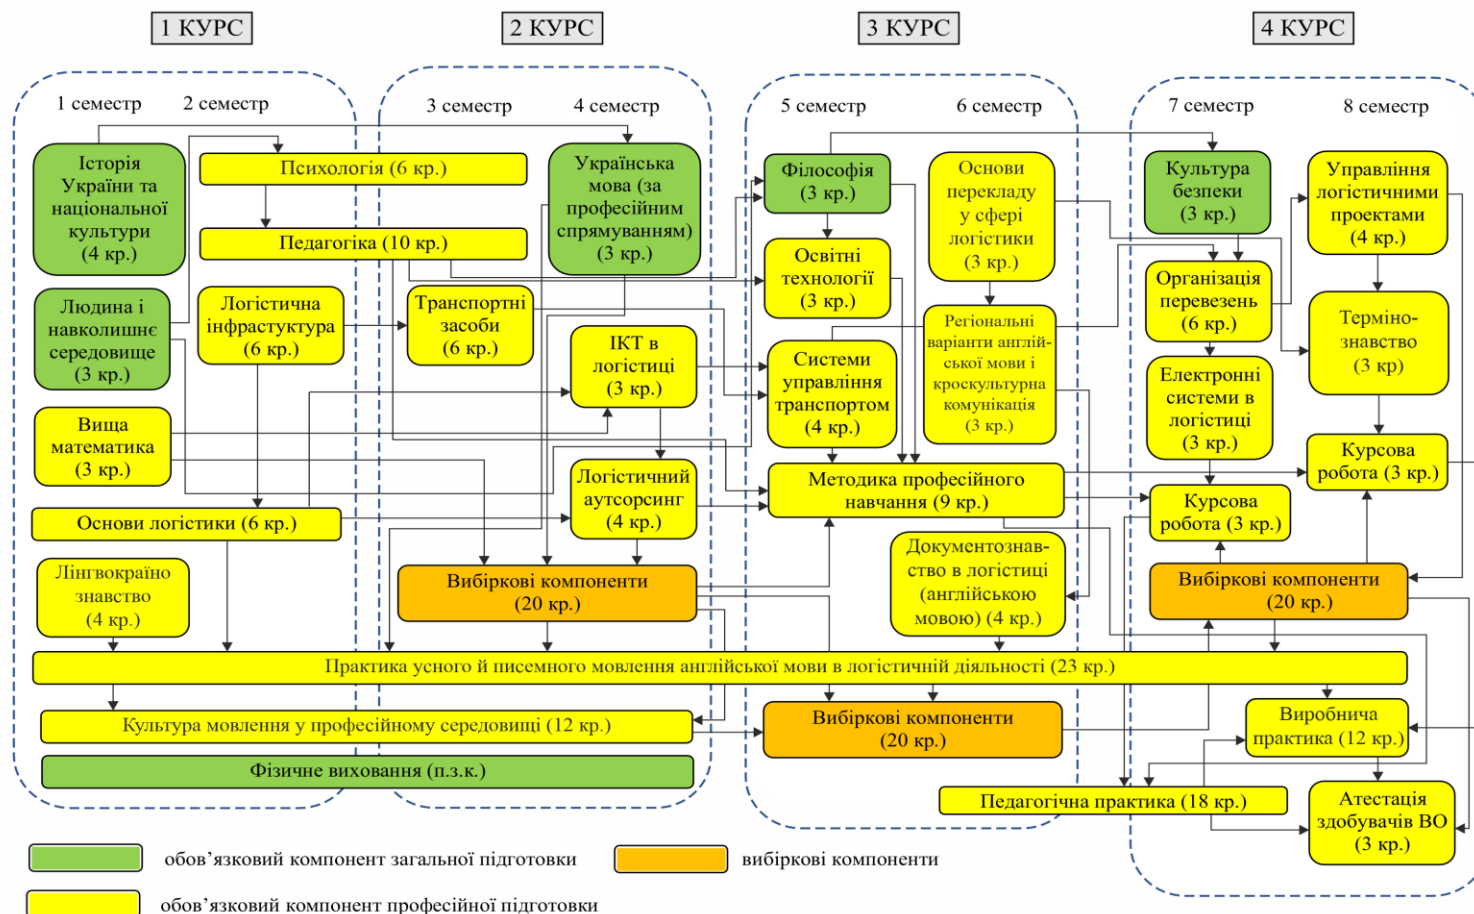 1 КУРС
2 КУРС
3 КУРС
4 КУРС
1 семестр
2 семестр
3 семестр
4 семестр
5 семестр
6 семестр
7 семестр
8 семестр
Історія
України та
національної
культури
(4 кр.)
Людина і
навколишнє
середовище
(3 кр.)
Вища
математика
(3 кр.)
Основи логістики (6 кр.)
Лінгвокраїно
знавство
(4 кр.)
Психологія (6 кр.)
Педагогіка (10 кр.)
Логістична
інфрастуктура
(6 кр.)
Транспортні
засоби
(6 кр.)
Українська
мова (за
професійним
спрямуванням)
(3 кр.)
ІКТ в
логістиці
(3 кр.)
Логістичний
аутсорсинг
(4 кр.)
Вибіркові компоненти
(20 кр.)
Філософія
(3 кр.)
Освітні
технології
(3 кр.)
Системи
управління
транспортом
(4 кр.)
Основи
перекладу
у сфері
логістики
(3 кр.)
Регіональні
варіанти англій-
ської мови і
кроскультурна
комунікація
(3 кр.)
Методика професійного
навчання (9 кр.)
Документознав-
ство в логістиці
(англійською
мовою) (4 кр.)
Культура
безпеки
(3 кр.)
Організація
перевезень
(6 кр.)
Електронні
системи в
логістиці
(3 кр.)
Курсова
робота (3 кр.)
Управління
логістичними
проектами
(4 кр.)
Терміно-
знавство
(3 кр)
Курсова
робота (3 кр.)
Вибіркові компоненти
(20 кр.)
Практика усного й писемного мовлення англійської мови в логістичній діяльності (23 кр.)
Культура мовлення у професійному середовищі (12 кр.)
Вибіркові компоненти
(20 кр.)
Виробнича
практика (12 кр.)
Фізичне виховання (п.з.к.)
Педагогічна практика (18 кр.)
Атестація
здобувачів ВО
(3 кр.)
обов’язковий компонент загальної підготовки
вибіркові компоненти
обов’язковий компонент професійної підготовки